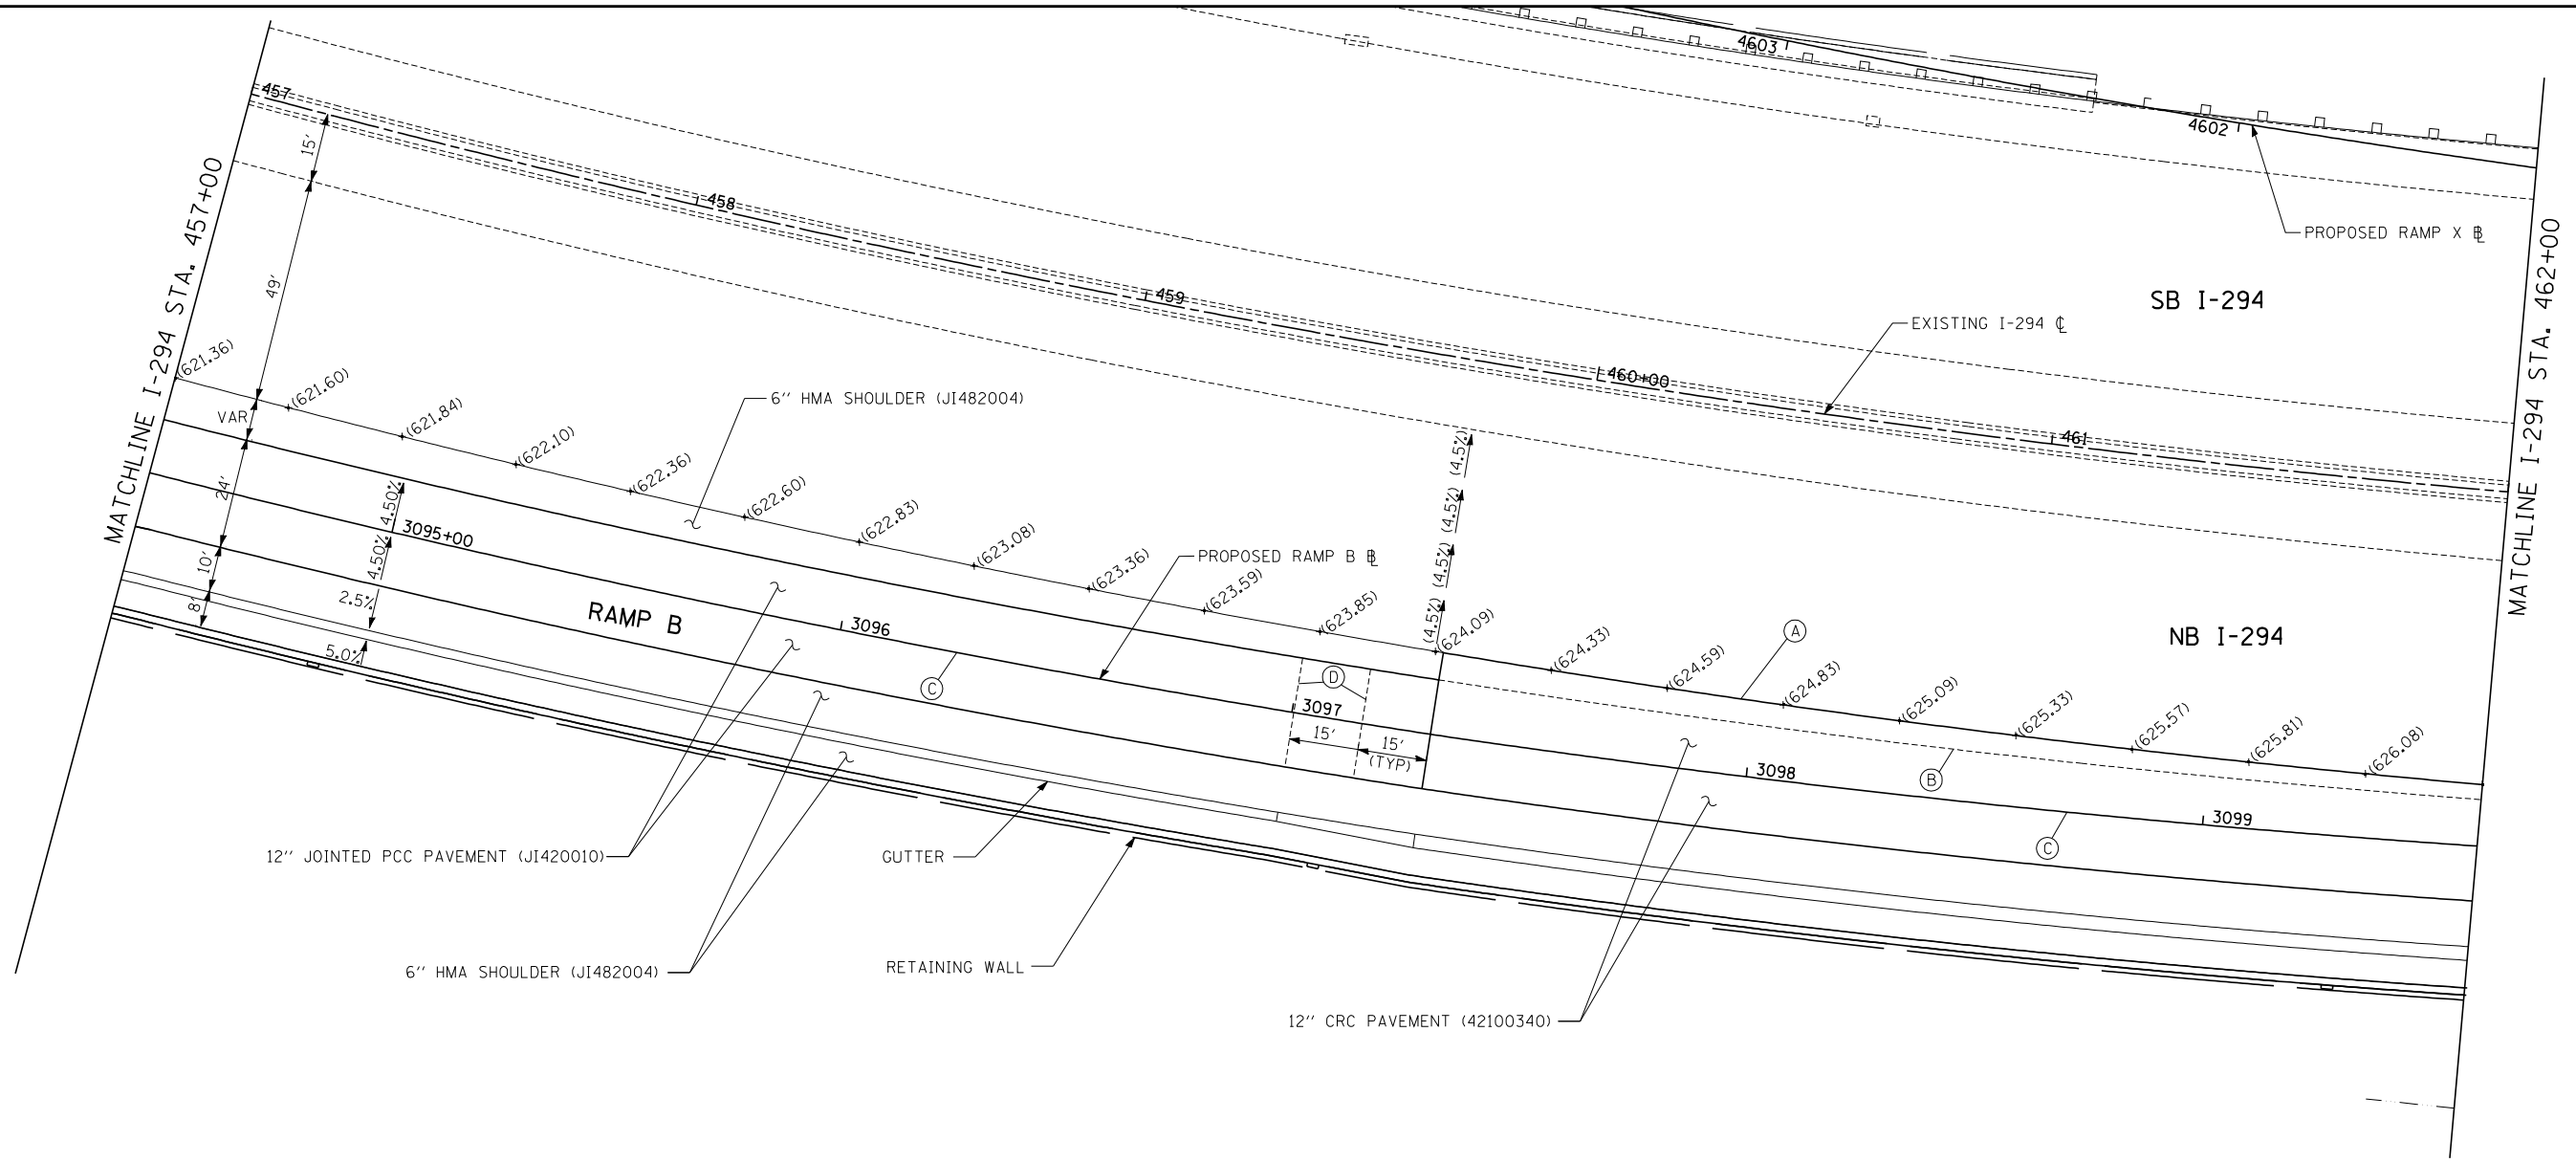 4603
4602
PROPOSED RAMP X ℄
457
458
459
460+00
461
SB I-294
EXISTING I-294 ℄
NB I-294
MATCHLINE I-294 STA. 457+00
MATCHLINE I-294 STA. 462+00
15'
49'
VAR
24'
10'
8'
(621.36)
(621.60)
(621.84)
(622.10)
(622.36)
(622.60)
(622.83)
(623.08)
(623.36)
(623.59)
(623.85)
(624.09)
(624.33)
(624.59)
(624.83)
(625.09)
(625.33)
(625.57)
(625.81)
(626.08)
6'' HMA SHOULDER (JI482004)
(4.5%)
(4.5%)
(4.5%)
(4.5%)
4.50%
4.50%
2.5%
5.0%
3095+00
3096
3097
3098
3099
RAMP B
PROPOSED RAMP B
A
B
C
C
D
15'
15'
(TYP)
12'' JOINTED PCC PAVEMENT (JI420010)
GUTTER
6'' HMA SHOULDER (JI482004)
RETAINING WALL
12'' CRC PAVEMENT (42100340)